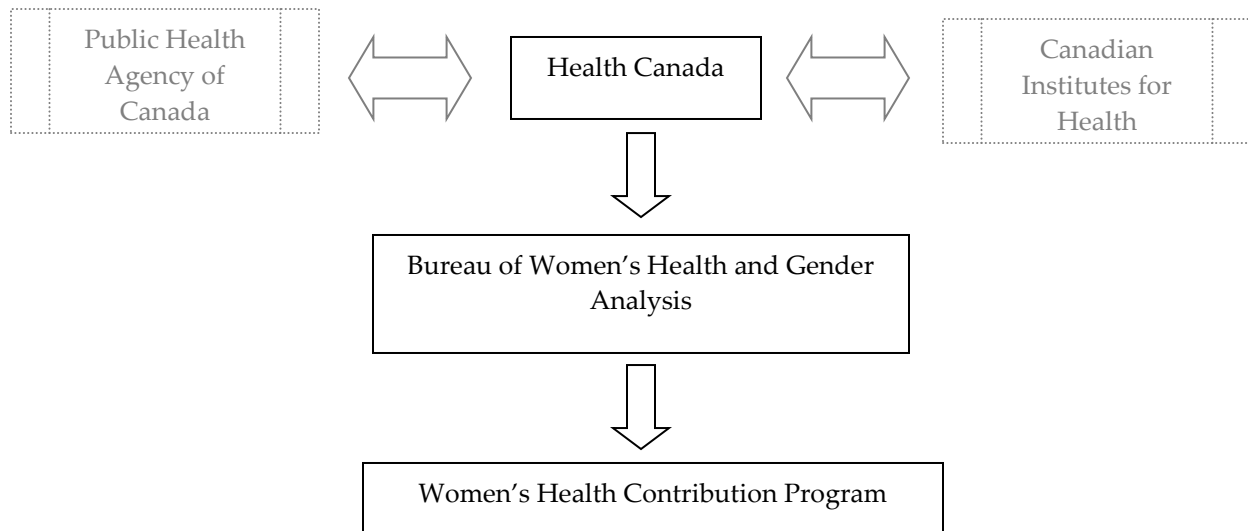 Public Health
Agency of
Canada
Health Canada
Canadian
Institutes for
Health
Bureau of Women’s Health and Gender
Analysis
Women’s Health Contribution Program